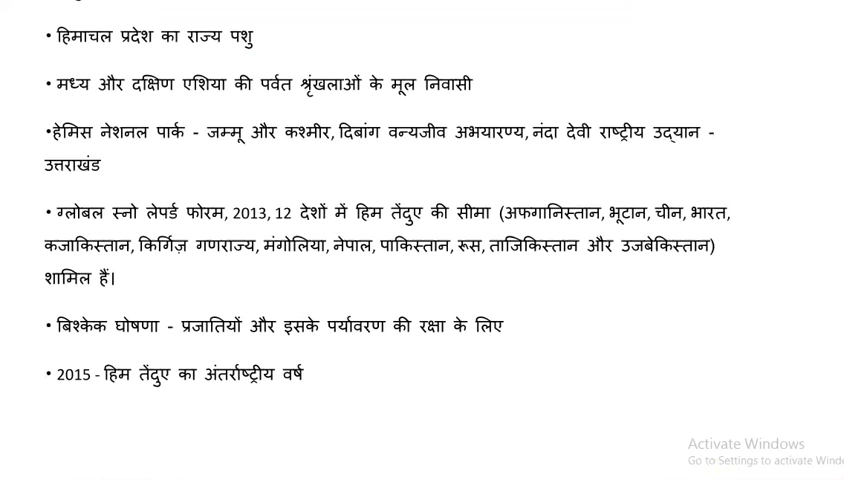 • हिमाचल प्रदेश का राज्य पशु
• मध्य और दक्षिण एशिया की पर्वत श्रृंखलाओं के मूल निवासी
•हेमिस नेशनल पार्क - जम्मू और कश्मीर, दिबांग वन्यजीव अभयारण्य, नंदा देवी राष्ट्रीय उद्यान -
उत्तराखंड
• ग्लोबल स्नो लेपर्ड फोरम, 2013, 12 देशों में हिम तेंदुए की सीमा (अफगानिस्तान, भूटान, चीन, भारत,
कजाकिस्तान, किर्गिज़ गणराज्य, मंगोलिया, नेपाल, पाकिस्तान, रूस, ताजिकिस्तान और उजबेकिस्तान)
शामिल हैं।
• बिश्केक घोषणा - प्रजातियों और इसके पर्यावरण की रक्षा के लिए
• 2015 - हिम तेंदुए का अंतर्राष्ट्रीय वर्ष
Activate Windows
Go to Settings to activate